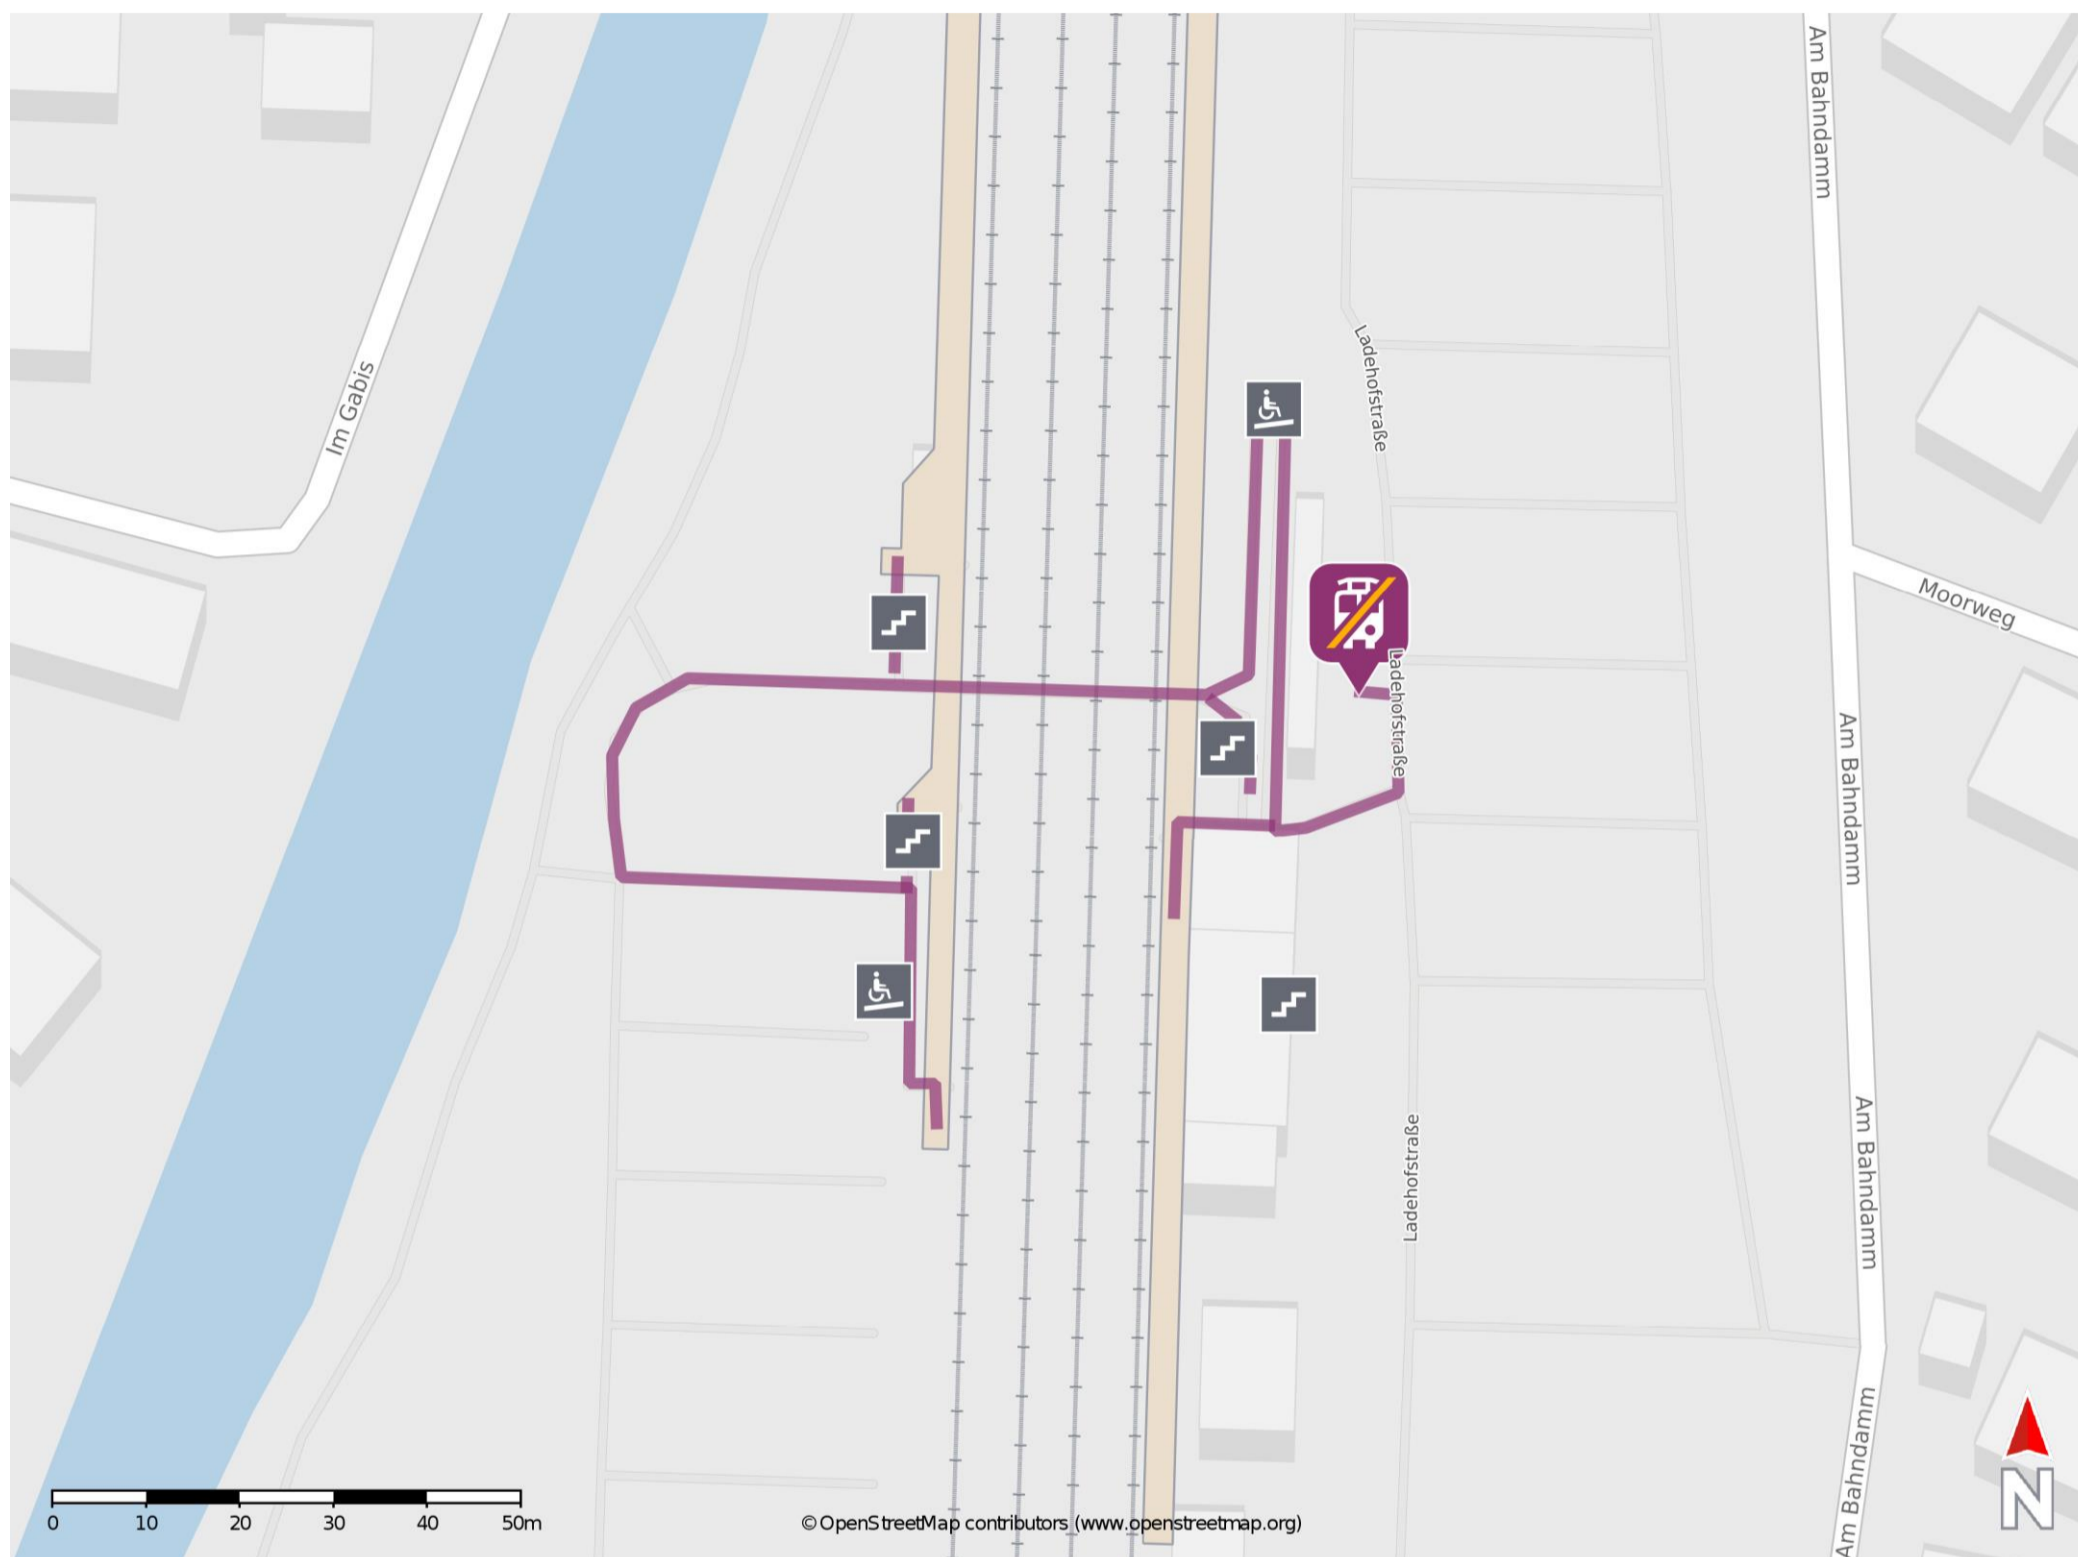 Am Bahndamm
Im Gabis
Ladehofstraße
Moorweg
Ladehofstraße
Am Bahndamm
Ladehofstraße
Am Bahndamm
Am Bahndamm
N
0 10 20 30 40 50m
© OpenStreetMap contributors (www.openstreetmap.org)